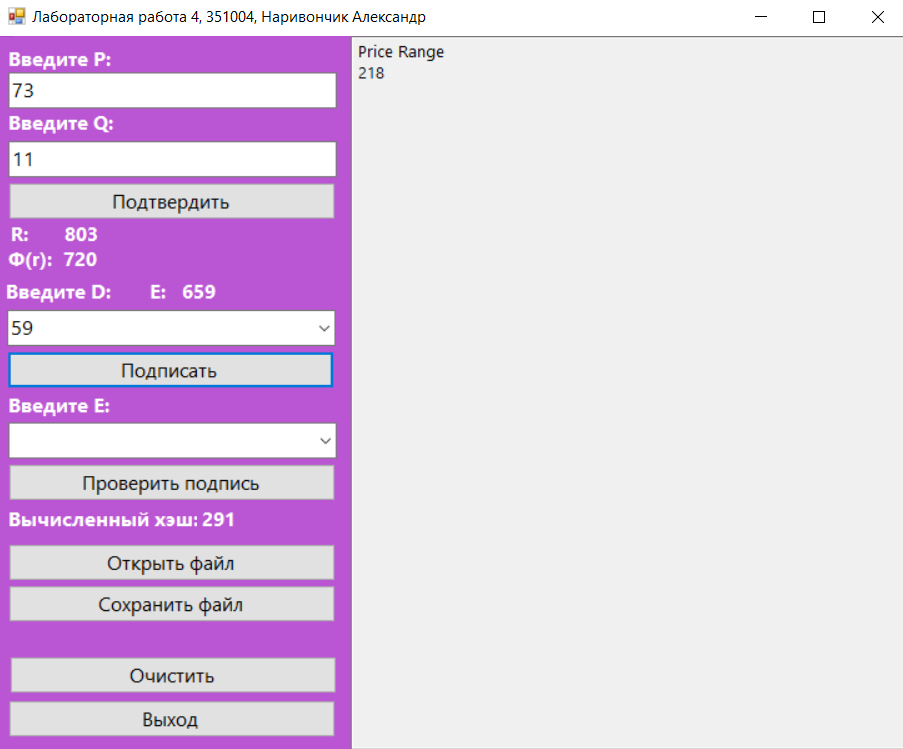 Лабораторная работа 4, 351004, Наривончик Александр
Введите P:
73
Введите Q:
11
Подтвердить
R: 803
Ф(r): 720
Введите D: E: 659
59
Подписать
Введите E:
Проверить подпись
Вычисленный хэш: 291
Открыть файл
Сохранить файл
Очистить
Выход
Price Range
218